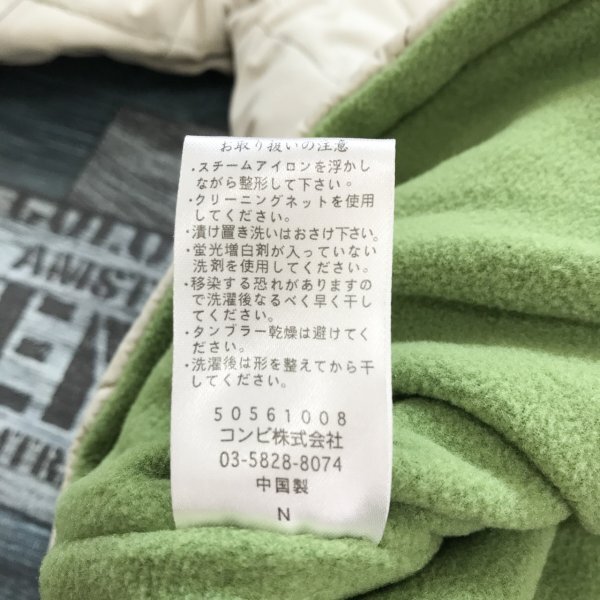 お取り扱いの注意
・スチームアイロンを浮かし
ながら整形して下さい。
・クリーニングネットを使用
してください。
・漬け置き洗いはおさけ下さい。
・蛍光増白剤が入っていない
洗剤を使用してください。
・移染する恐れがありますの
で洗濯後なるべく早く干し
てください。
・タンブラー乾燥は避けてく
ださい。
・洗濯後は形を整えてから干
してください。
50561008
コンビ株式会社
03-5828-8074
中国製
N
AMST